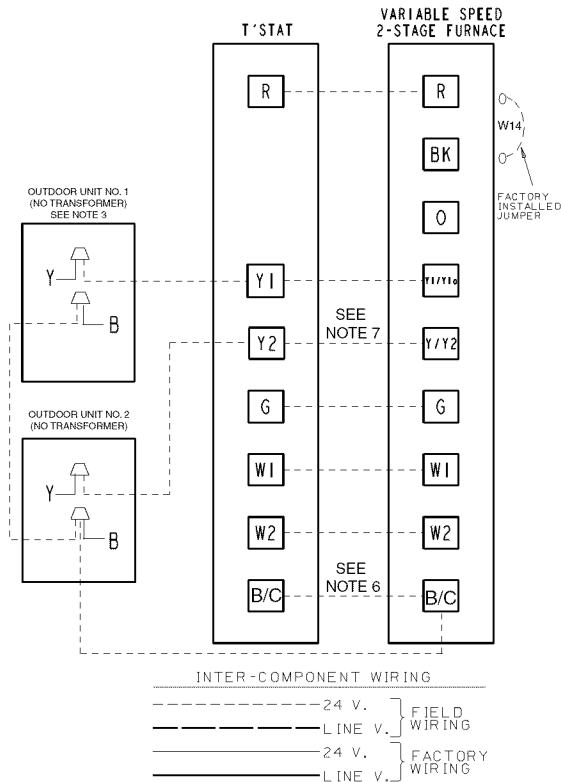 VARIABLE SPEED
2-STAGE FURNACE
T'STAT
R
R
W14
BK
FACTORY
INSTALLED
JUMPER
O
OUTDOOR UNIT NO. 1
(NO TRANSFORMER)
SEE NOTE 3
Y
B
Y1
Y1/Y1o
SEE
NOTE 7
Y2
Y/Y2
G
G
OUTDOOR UNIT NO. 2
(NO TRANSFORMER)
Y
B
W1
W1
W2
W2
SEE
NOTE 6
B/C
B/C
INTER-COMPONENT WIRING
24 V.
LINE V.
FIELD
WIRING
24 V.
LINE V.
FACTORY
WIRING